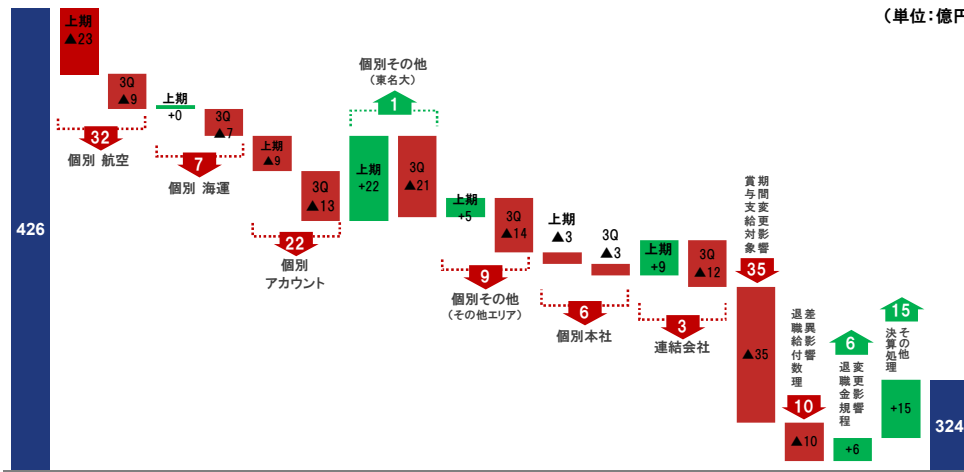 （単位：億円
426
上期
▲23
3Q
▲9
32
個別 航空
上期
+0
3Q
▲7
7
個別 海運
上期
▲9
3Q
▲13
22
個別
アカウント
個別その他
（東名大）
1
上期
+22
3Q
▲21
上期
+5
3Q
▲14
9
個別その他
（その他エリア）
上期
▲3
3Q
▲3
6
個別本社
上期
+9
3Q
▲12
3
連結会社
賞与支給対象
期間変更影響
35
▲35
退職給付数理
差異影響
10
▲10
6
退職金規程
変更影響
+6
15
決算処理
その他
+15
324